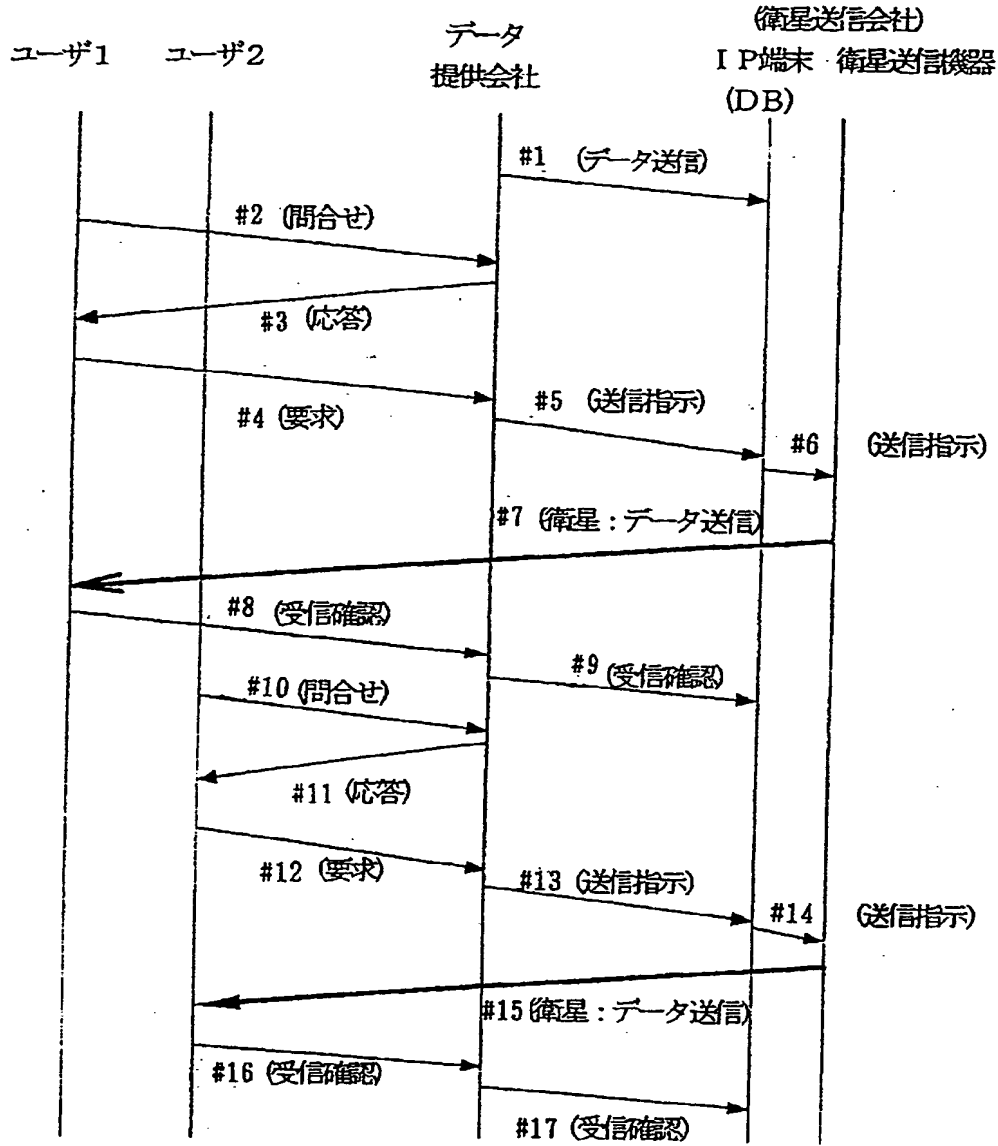 ユーザ1
ユーザ2
データ
提供会社
(衛星送信会社)
IP端末 衛星送信機器
(DB)
#1 (データ送信)
#2 (問合せ)
#3 (応答)
#4 (要求)
#5 (送信指示)
#6 (送信指示)
#7 (衛星:データ送信)
#8 (受信確認)
#9 (受信確認)
#10 (問合せ)
#11 (応答)
#12 (要求)
#13 (送信指示)
#14 (送信指示)
#15 (衛星:データ送信)
#16 (受信確認)
#17 (受信確認)